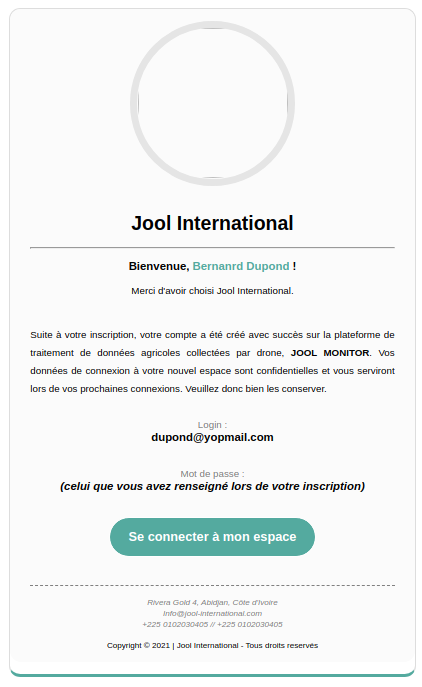 Jool International
Bienvenue, Bernanrd Dupond !
Merci d'avoir choisi Jool International.
Suite à votre inscription, votre compte a été créé avec succès sur la plateforme de
traitement de données agricoles collectées par drone, JOOL MONITOR. Vos
données de connexion à votre nouvel espace sont confidentielles et vous serviront
lors de vos prochaines connexions. Veuillez donc bien les conserver.
Login :
dupond@yopmail.com
Mot de passe :
(celui que vous avez renseigné lors de votre inscription)
Se connecter à mon espace
Rivera Gold 4, Abidjan, Côte d'Ivoire
Info@jool-international.com
+225 0102030405 // +225 0102030405
Copyright © 2021 | Jool International - Tous droits resérvés